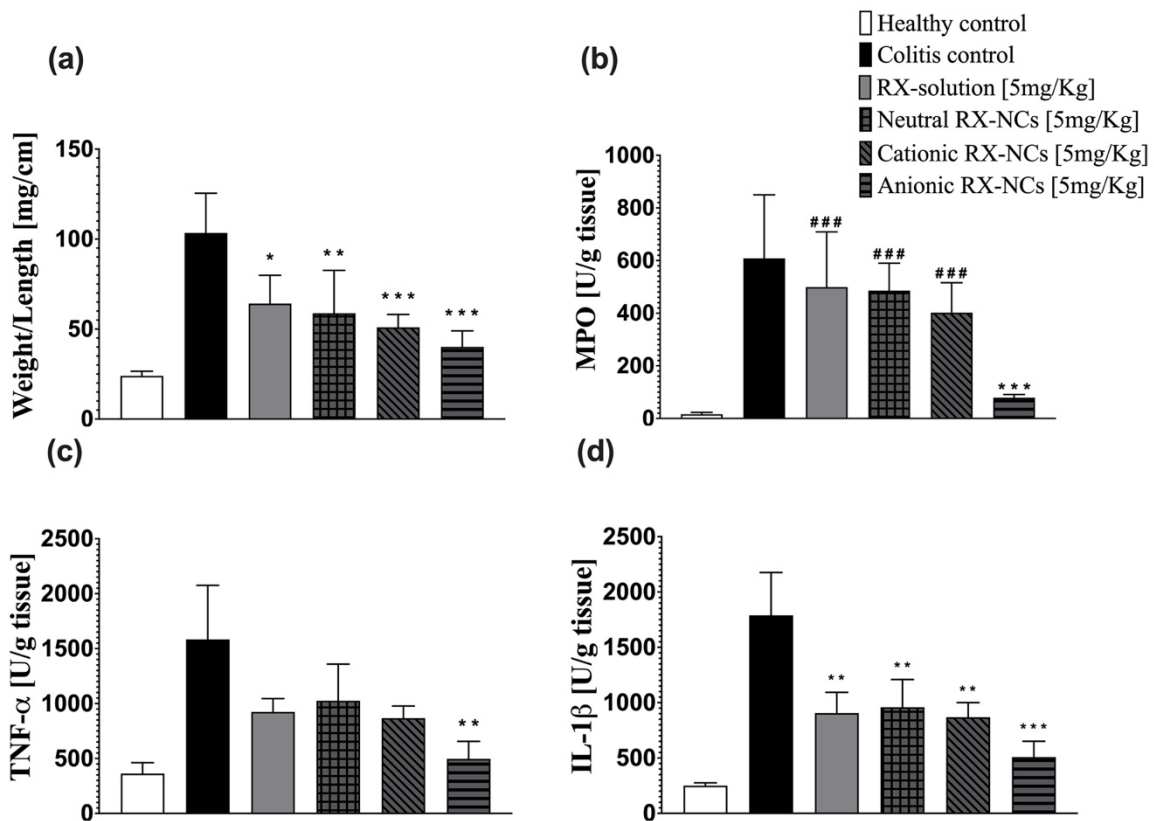 Healthy control
Colitis control
RX-solution [5mg/Kg]
Neutral RX-NCs [5mg/Kg]
Cationic RX-NCs [5mg/Kg]
Anionic RX-NCs [5mg/Kg]
(a)
Weight/Length [mg/cm]
150
100
50
0
*
**
***
***
(b)
MPO [U/g tissue]
1000
800
600
400
200
0
###
###
###
***
(c)
TNF-α [U/g tissue]
2500
2000
1500
1000
500
0
**
(d)
IL-1β [U/g tissue]
2500
2000
1500
1000
500
0
**
**
**
***